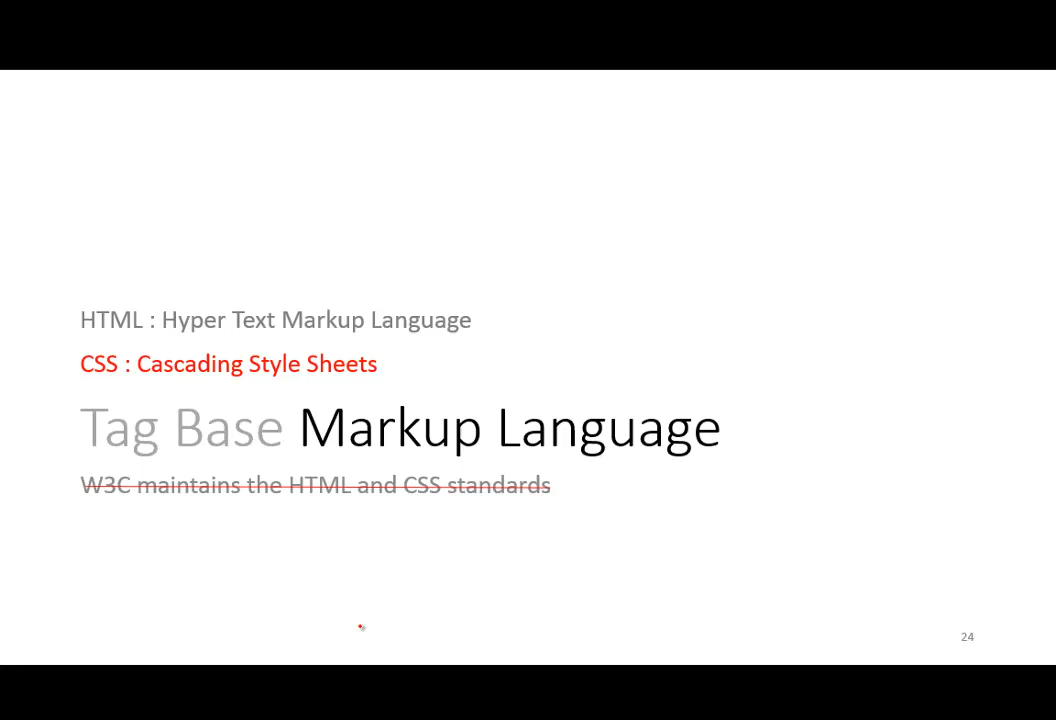 HTML : Hyper Text Markup Language
CSS : Cascading Style Sheets
Tag Base Markup Language
W3C maintains the HTML and CSS standards
24